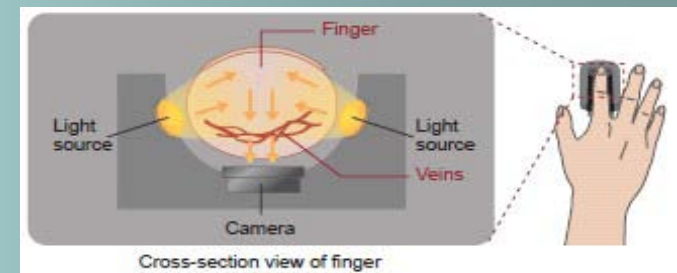 Finger
Light
source
Light
source
Veins
Camera
Cross-section view of finger